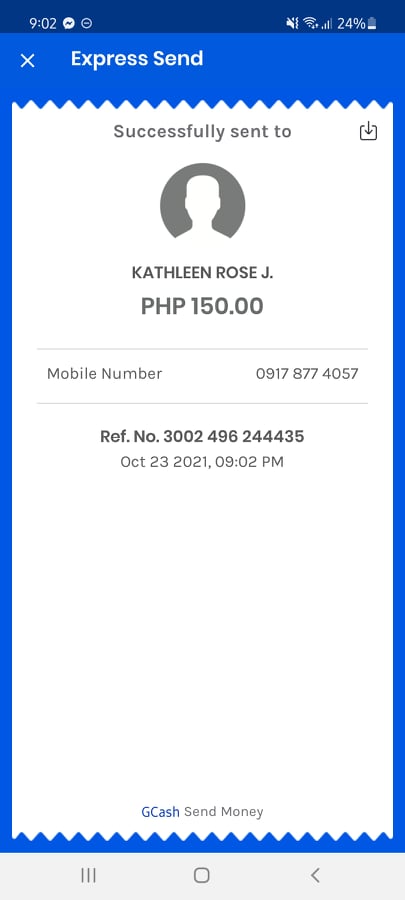 9:02 24%
Express Send
Successfully sent to
KATHLEEN ROSE J.
PHP 150.00
Mobile Number 0917 877 4057
Ref. No. 3002 496 244435
Oct 23 2021, 09:02 PM
GCash Send Money